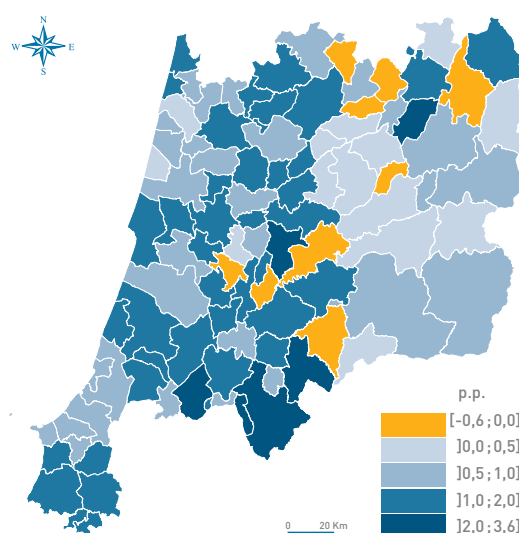 N
W E
S
p.p.
[-0,6 ; 0,0]
]0,0 ; 0,5]
]0,5 ; 1,0]
]1,0 ; 2,0]
]2,0 ; 3,6]
0 20 Km